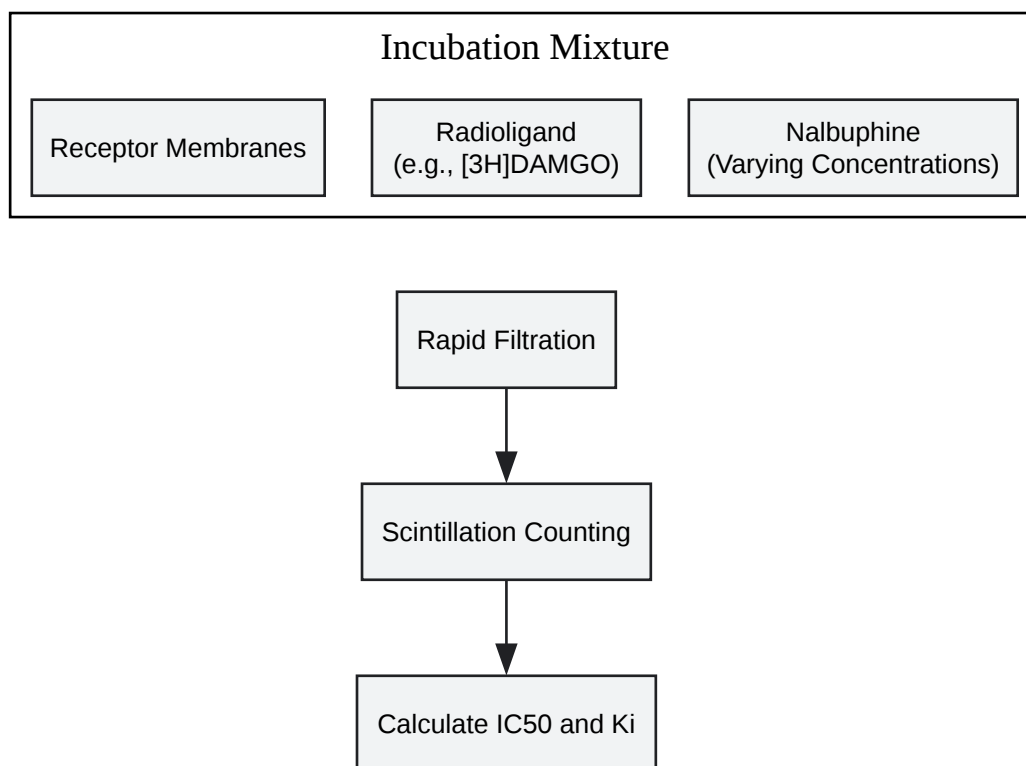 Incubation Mixture
Receptor Membranes
Radioligand
(e.g., [3H]DAMGO)
Nalbuphine
(Varying Concentrations)
Rapid Filtration
Scintillation Counting
Calculate IC50 and Ki